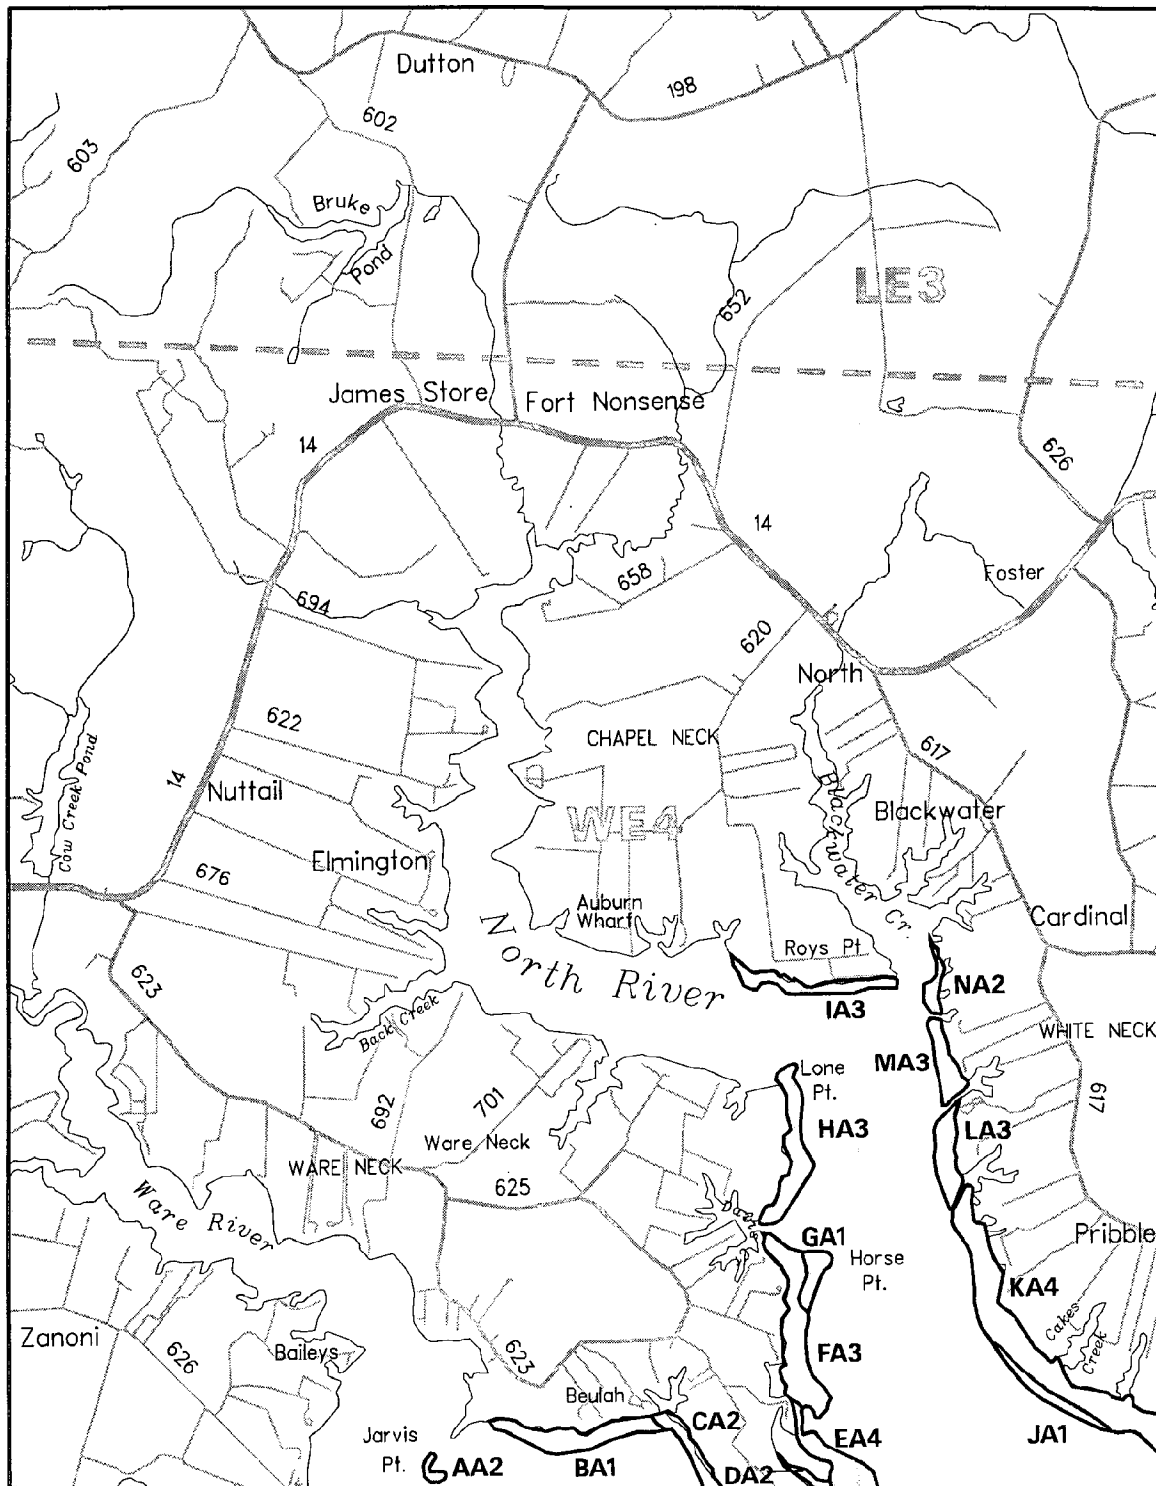 Dutton
198
602
603
Bruke
Pond
LE3
652
James Store
Fort Nonsense
14
626
14
658
Foster
694
620
North
622
CHAPEL NECK
617
14
Nuttail
Cow Creek Pond
WE4
Blackwater Cr.
Blackwater
Elmington
676
Auburn
Wharf
Cardinal
North River
Roys Pt
623
NA2
IA3
Back Creek
WHITE NECK
MA3
Lone
Pt.
617
692
701
HA3
LA3
Ware Neck
WARE NECK
625
Ware River
GA1
Pribble
Horse
Pt.
KA4
Cakes
Creek
Zanoni
626
Baileys
623
FA3
Beulah
CA2
Jarvis
Pt.
EA4
JA1
AA2
BA1
DA2